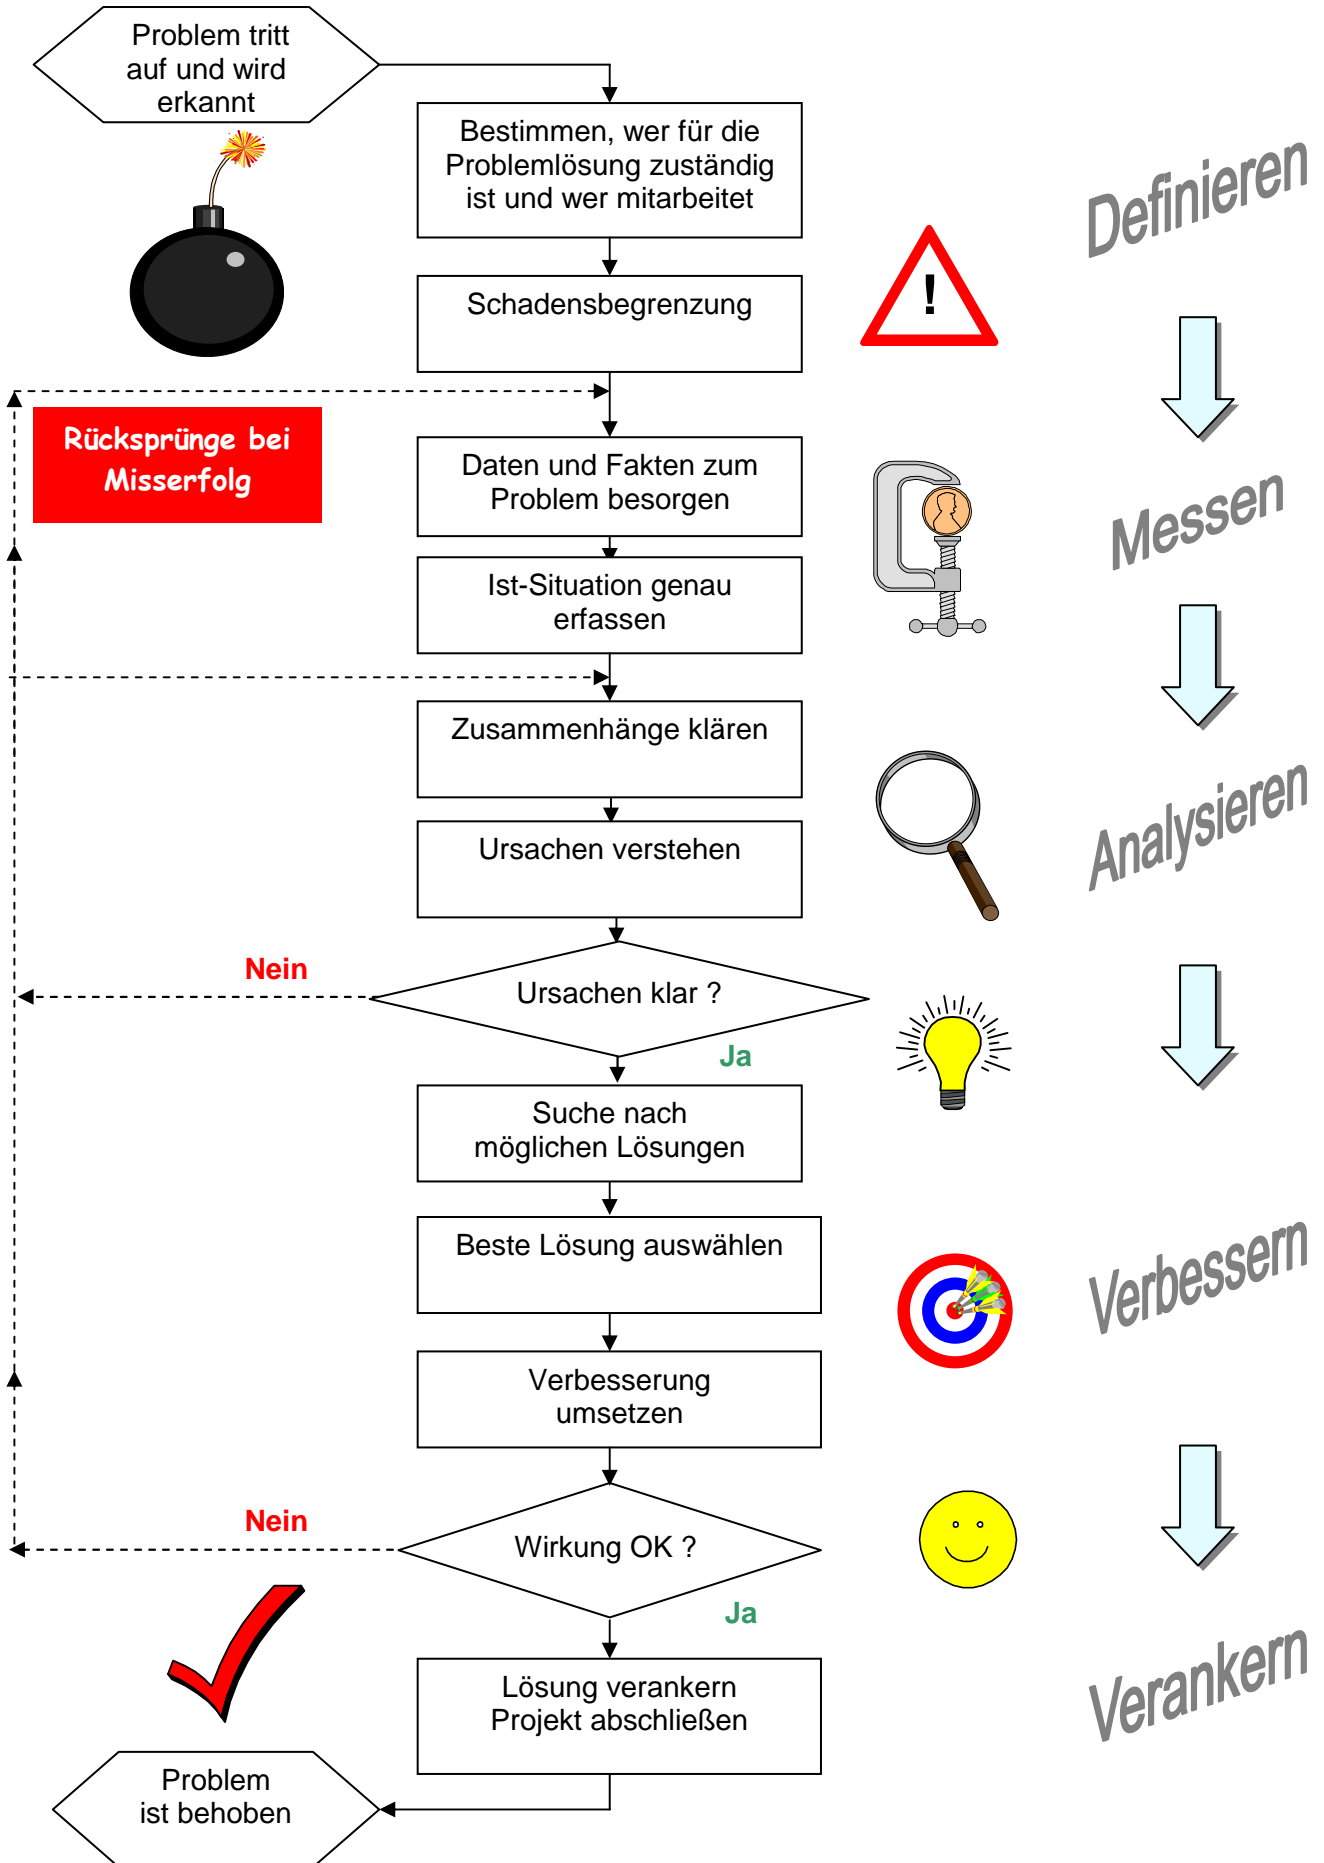 Problem tritt
auf und wird
erkannt
Bestimmen, wer für die
Problemlösung zuständig
ist und wer mitarbeitet
Definieren
Schadensbegrenzung
!
Rücksprünge bei
Misserfolg
Daten und Fakten zum
Problem besorgen
Messen
Ist-Situation genau
erfassen
Zusammenhänge klären
Analysieren
Ursachen verstehen
Nein
Ursachen klar ?
Ja
Suche nach
möglichen Lösungen
Beste Lösung auswählen
Verbessern
Verbesserung
umsetzen
Nein
Wirkung OK ?
Ja
Lösung verankern
Projekt abschließen
Verankern
Problem
ist behoben